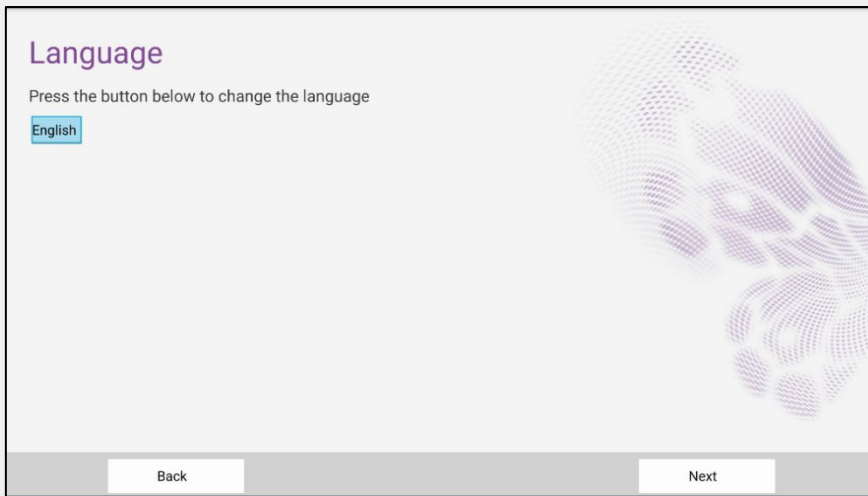 Language
Press the button below to change the language
English
Back
Next